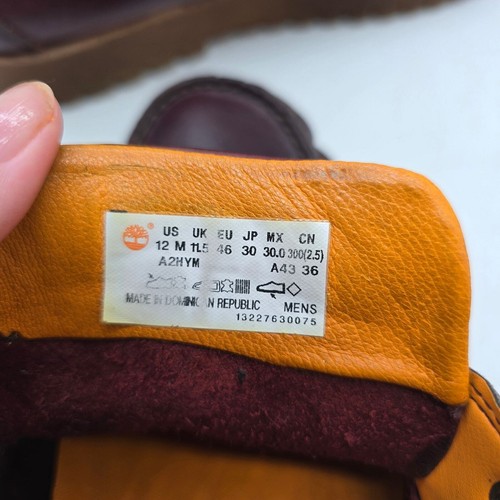 US UK EU JP MX CN
12 M 11.5 46 30 30.0 300(2.5)
A2HYM A43 36
MADE IN DOMINICAN REPUBLIC MENS
13227630075